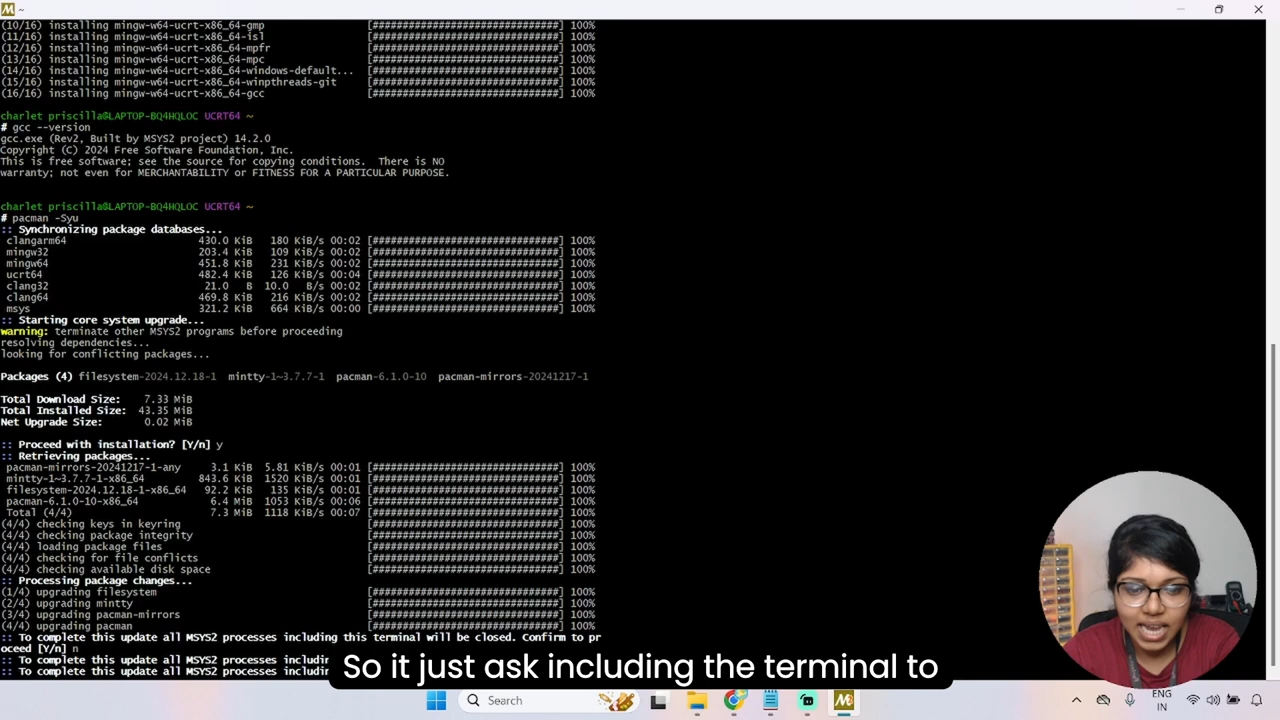 ~
(10/16) installing mingw-w64-ucrt-x86_64-gmp [###############################] 100%
(11/16) installing mingw-w64-ucrt-x86_64-isl [###############################] 100%
(12/16) installing mingw-w64-ucrt-x86_64-mpfr [###############################] 100%
(13/16) installing mingw-w64-ucrt-x86_64-mpc [###############################] 100%
(14/16) installing mingw-w64-ucrt-x86_64-windows-default... [###############################] 100%
(15/16) installing mingw-w64-ucrt-x86_64-winpthreads-git [###############################] 100%
(16/16) installing mingw-w64-ucrt-x86_64-gcc [###############################] 100%
charlet priscilla@LAPTOP-BQ4HQLOC UCRT64 ~
# gcc --version
gcc.exe (Rev2, Built by MSYS2 project) 14.2.0
Copyright (C) 2024 Free Software Foundation, Inc.
This is free software; see the source for copying conditions.  There is NO
warranty; not even for MERCHANTABILITY or FITNESS FOR A PARTICULAR PURPOSE.
charlet priscilla@LAPTOP-BQ4HQLOC UCRT64 ~
# pacman -Syu
:: Synchronizing package databases...
clangarm64 430.0 KiB 180 KiB/s 00:02 [###############################] 100%
mingw32 203.4 KiB 109 KiB/s 00:02 [###############################] 100%
mingw64 451.8 KiB 231 KiB/s 00:02 [###############################] 100%
ucrt64 482.4 KiB 126 KiB/s 00:04 [###############################] 100%
clang32 21.0 B 10.0 B/s 00:02 [###############################] 100%
clang64 469.8 KiB 216 KiB/s 00:02 [###############################] 100%
msys 321.2 KiB 664 KiB/s 00:00 [###############################] 100%
:: Starting core system upgrade...
warning: terminate other MSYS2 programs before proceeding
resolving dependencies...
looking for conflicting packages...
Packages (4) filesystem-2024.12.18-1  mintty-1~3.7.7-1  pacman-6.1.0-10  pacman-mirrors-20241217-1
Total Download Size: 7.33 MiB
Total Installed Size: 43.35 MiB
Net Upgrade Size: 0.02 MiB
:: Proceed with installation? [Y/n] y
:: Retrieving packages...
pacman-mirrors-20241217-1-any 3.1 KiB 5.81 KiB/s 00:01 [###############################] 100%
mintty-1~3.7.7-1-x86_64 843.6 KiB 1520 KiB/s 00:01 [###############################] 100%
filesystem-2024.12.18-1-x86_64 92.2 KiB 135 KiB/s 00:01 [###############################] 100%
pacman-6.1.0-10-x86_64 6.4 MiB 1053 KiB/s 00:06 [###############################] 100%
Total (4/4) 7.3 MiB 1118 KiB/s 00:07 [###############################] 100%
(4/4) checking keys in keyring [###############################] 100%
(4/4) checking package integrity [###############################] 100%
(4/4) loading package files [###############################] 100%
(4/4) checking for file conflicts [###############################] 100%
(4/4) checking available disk space [###############################] 100%
:: Processing package changes...
(1/4) upgrading filesystem [###############################] 100%
(2/4) upgrading mintty [###############################] 100%
(3/4) upgrading pacman-mirrors [###############################] 100%
(4/4) upgrading pacman [###############################] 100%
:: To complete this update all MSYS2 processes including this terminal will be closed. Confirm to pr
oceed [Y/n] n
:: To complete this update all MSYS2 processes
:: To complete this update all MSYS2 processes
So it just ask including the terminal to
Search
ENG
IN